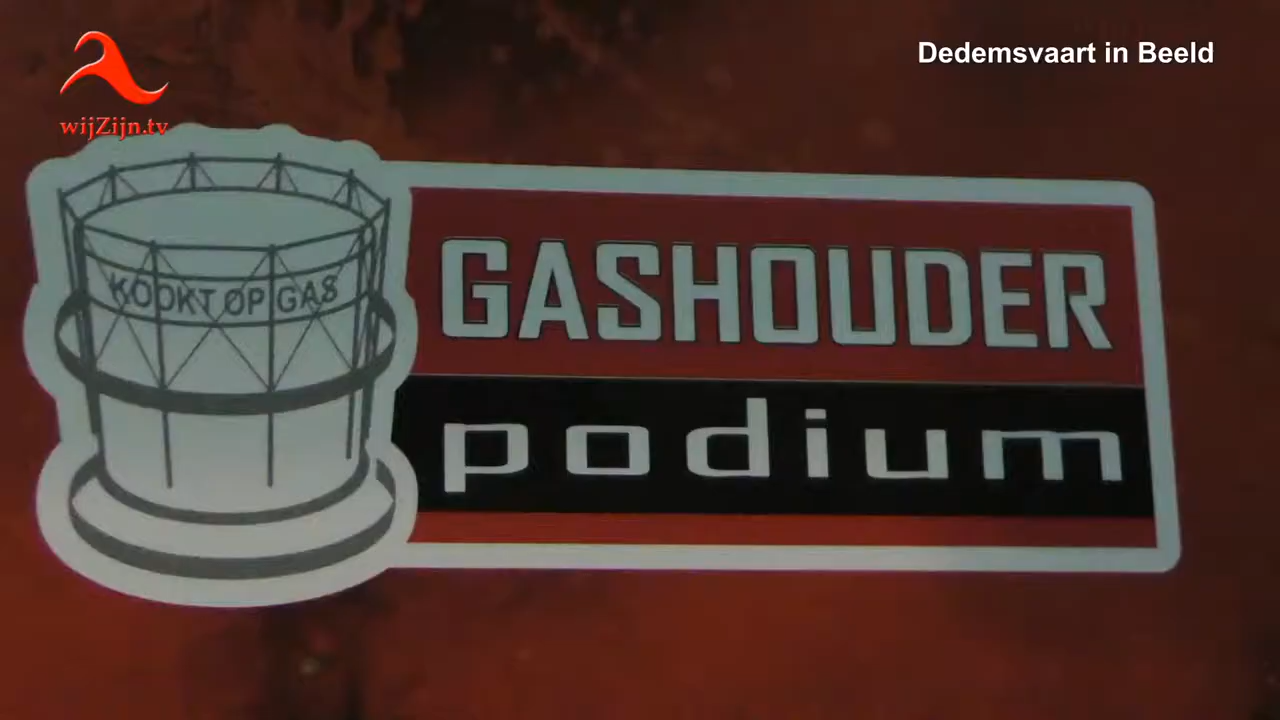 wijZijn.tv
Dedemsvaart in Beeld
KOOKT OP GAS
GASHOUDER
podium